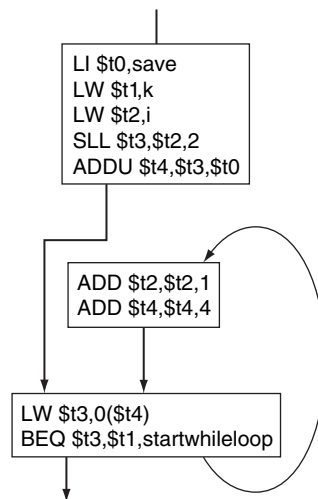 LI $t0,save
LW $t1,k
LW $t2,i
SLL $t3,$t2,2
ADDU $t4,$t3,$t0
ADD $t2,$t2,1
ADD $t4,$t4,4
LW $t3,0($t4)
BEQ $t3,$t1,startwhileloop